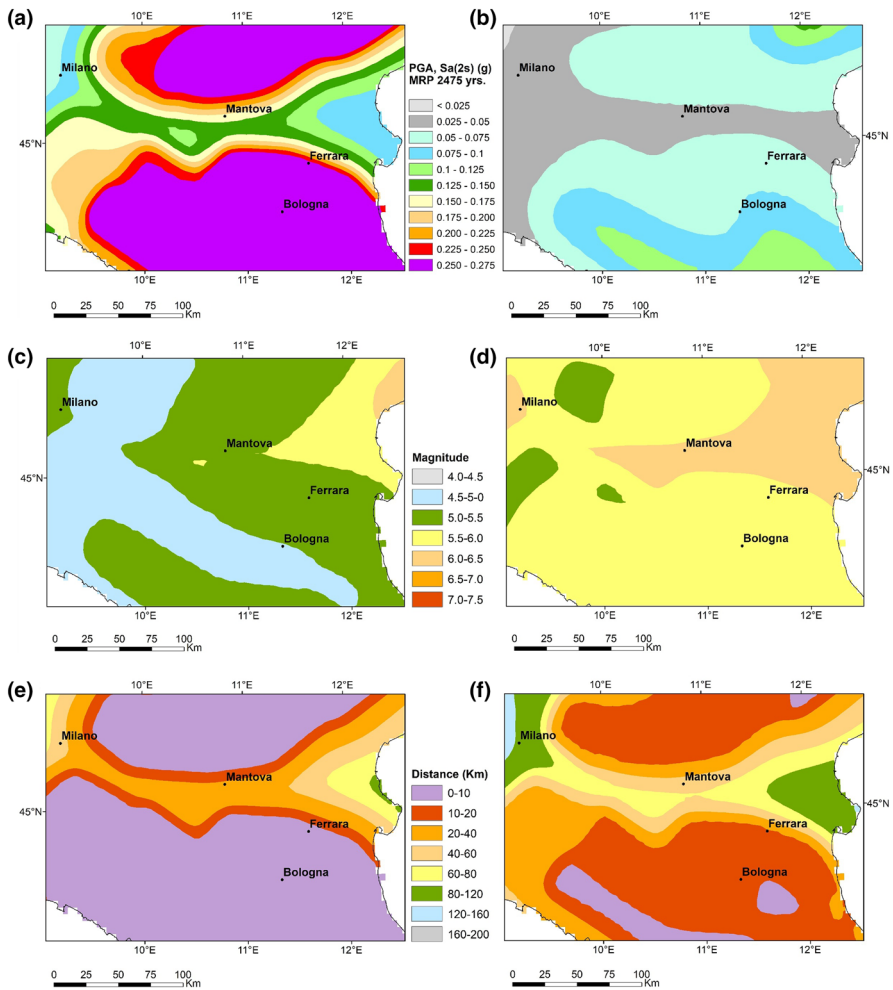 (a)
10°E
11°E
12°E
Milano
Mantova
45°N
Ferrara
Bologna
10°E
11°E
12°E
0 25 50 75 100
Km
PGA, Sa(2s) (g)
MRP 2475 yrs.
< 0.025
0.025 - 0.05
0.05 - 0.075
0.075 - 0.1
0.1 - 0.125
0.125 - 0.150
0.150 - 0.175
0.175 - 0.200
0.200 - 0.225
0.225 - 0.250
0.250 - 0.275
(b)
10°E
11°E
12°E
Milano
Mantova
45°N
Ferrara
Bologna
10°E
11°E
12°E
0 25 50 75 100
Km
(c)
10°E
11°E
12°E
Milano
Mantova
45°N
Ferrara
Bologna
10°E
11°E
12°E
0 25 50 75 100
Km
Magnitude
4.0-4.5
4.5-5-0
5.0-5.5
5.5-6.0
6.0-6.5
6.5-7.0
7.0-7.5
(d)
10°E
11°E
12°E
Milano
Mantova
45°N
Ferrara
Bologna
10°E
11°E
12°E
0 25 50 75 100
Km
(e)
10°E
11°E
12°E
Milano
Mantova
45°N
Ferrara
Bologna
10°E
11°E
12°E
0 25 50 75 100
Km
Distance (Km)
0-10
10-20
20-40
40-60
60-80
80-120
120-160
160-200
(f)
10°E
11°E
12°E
Milano
Mantova
45°N
Ferrara
Bologna
10°E
11°E
12°E
0 25 50 75 100
Km